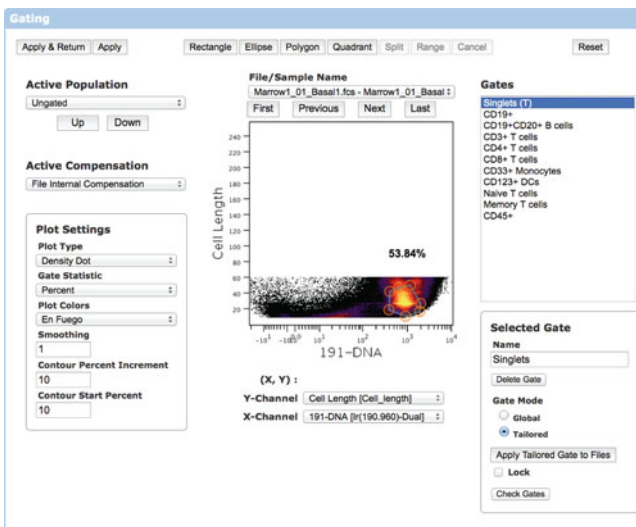 Gating
Apply & Return Apply Rectangle Ellipse Polygon Quadrant Split Range Cancel Reset
Active Population
Ungated
Up Down
Active Compensation
File Internal Compensation
Plot Settings
Plot Type
Density Dot
Gate Statistic
Percent
Plot Colors
En Fuego
Smoothing
1
Contour Percent Increment
10
Contour Start Percent
10
File/Sample Name
Marrow1_01_Basal1.fcs - Marrow1_01_Basal
First Previous Next Last
Cell Length
240
200
180
160
140
120
100
80
60
40
20
53.84%
10¹ 10² 10³ 10⁴
191-DNA
(X, Y) :
Y-Channel Cell Length [Cell_length]
X-Channel 191-DNA [Ir(190.960)-Dual]
Gates
Singlets (T)
CD19+
CD19+CD20+ B cells
CD3+ T cells
CD4+ T cells
CD8+ T cells
CD33+ Monocytes
CD123+ DCs
Naive T cells
Memory T cells
CD45+
Selected Gate
Name
Singlets
Delete Gate
Gate Mode
Global
Tailored
Apply Tailored Gate to Files
Lock
Check Gates